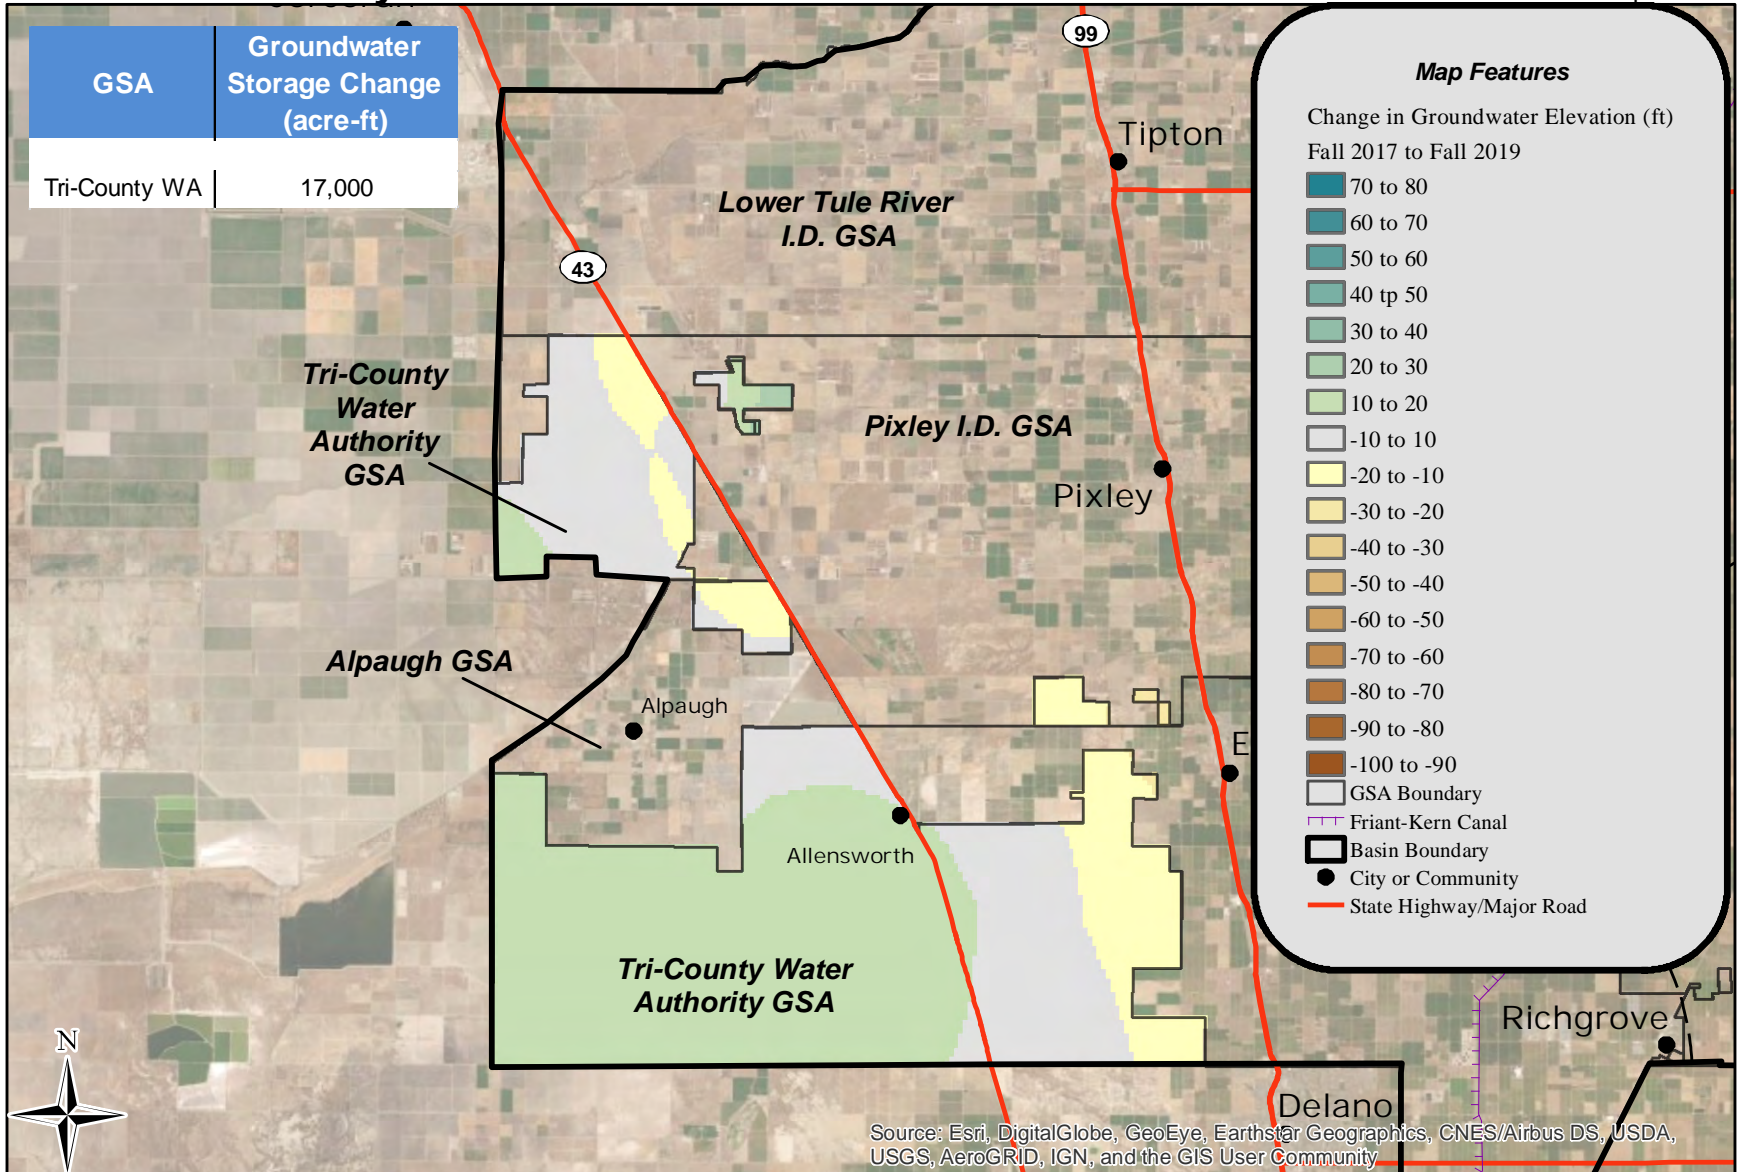 GSA
Groundwater
Storage Change
(acre-ft)
Tri-County WA
17,000
99
Tipton
Lower Tule River
I.D. GSA
43
Tri-County
Water
Authority
GSA
Pixley I.D. GSA
Pixley
Alpaugh GSA
Alpaugh
E
Allensworth
Tri-County Water
Authority GSA
Richgrove
Delano
N
Map Features
Change in Groundwater Elevation (ft)
Fall 2017 to Fall 2019
70 to 80
60 to 70
50 to 60
40 tp 50
30 to 40
20 to 30
10 to 20
-10 to 10
-20 to -10
-30 to -20
-40 to -30
-50 to -40
-60 to -50
-70 to -60
-80 to -70
-90 to -80
-100 to -90
GSA Boundary
Friant-Kern Canal
Basin Boundary
City or Community
State Highway/Major Road
Source: Esri, DigitalGlobe, GeoEye, Earthstar Geographics, CNES/Airbus DS, USDA,
USGS, AeroGRID, IGN, and the GIS User Community